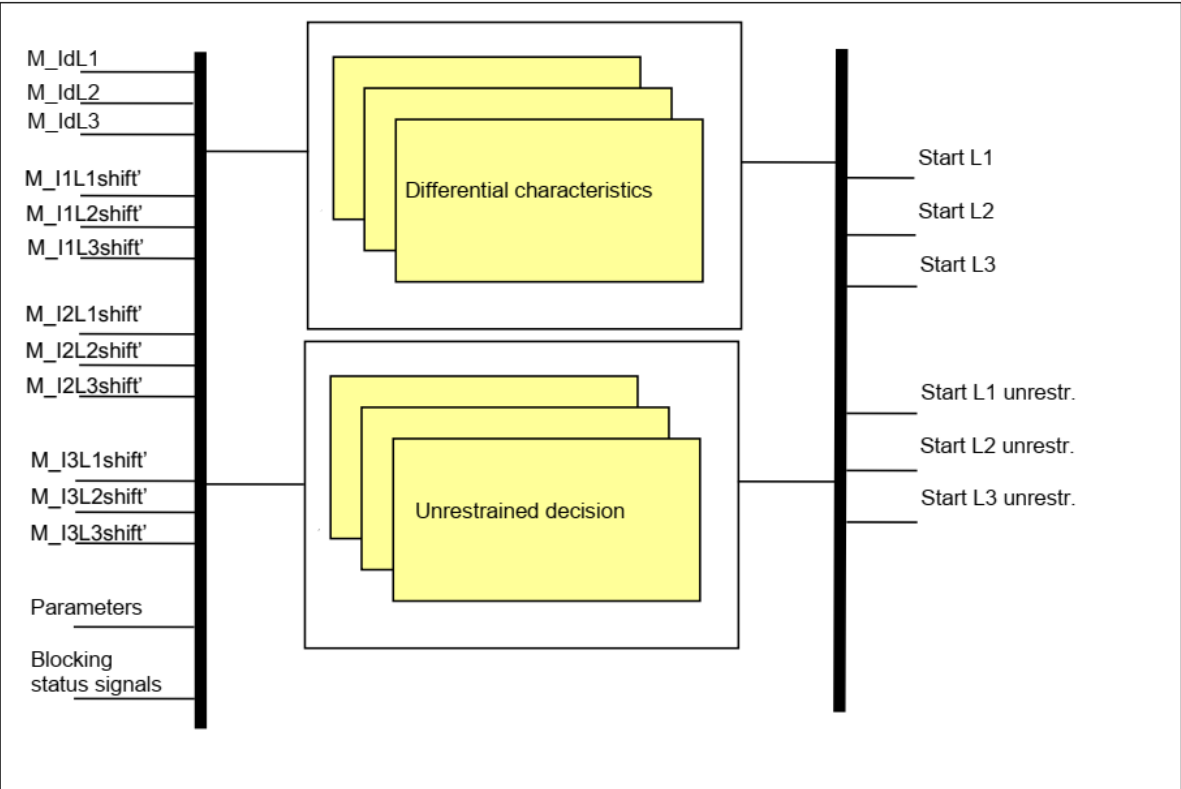 M_IdL1
M_IdL2
M_IdL3
M_I1L1shift’
M_I1L2shift’
M_I1L3shift’
M_I2L1shift’
M_I2L2shift’
M_I2L3shift’
M_I3L1shift’
M_I3L2shift’
M_I3L3shift’
Parameters
Blocking
status signals
Differential characteristics
Unrestrained decision
Start L1
Start L2
Start L3
Start L1 unrestr.
Start L2 unrestr.
Start L3 unrestr.